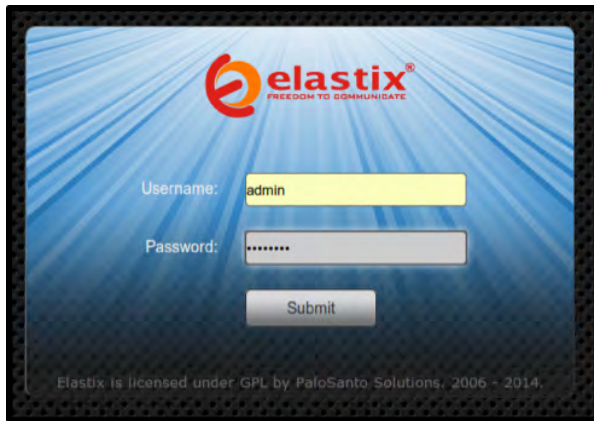 elastix®
FREEDOM TO COMMUNICATE
Username: admin
Password: ••••••••
Submit
Elastix is licensed under GPL by PaloSanto Solutions. 2006 - 2014.